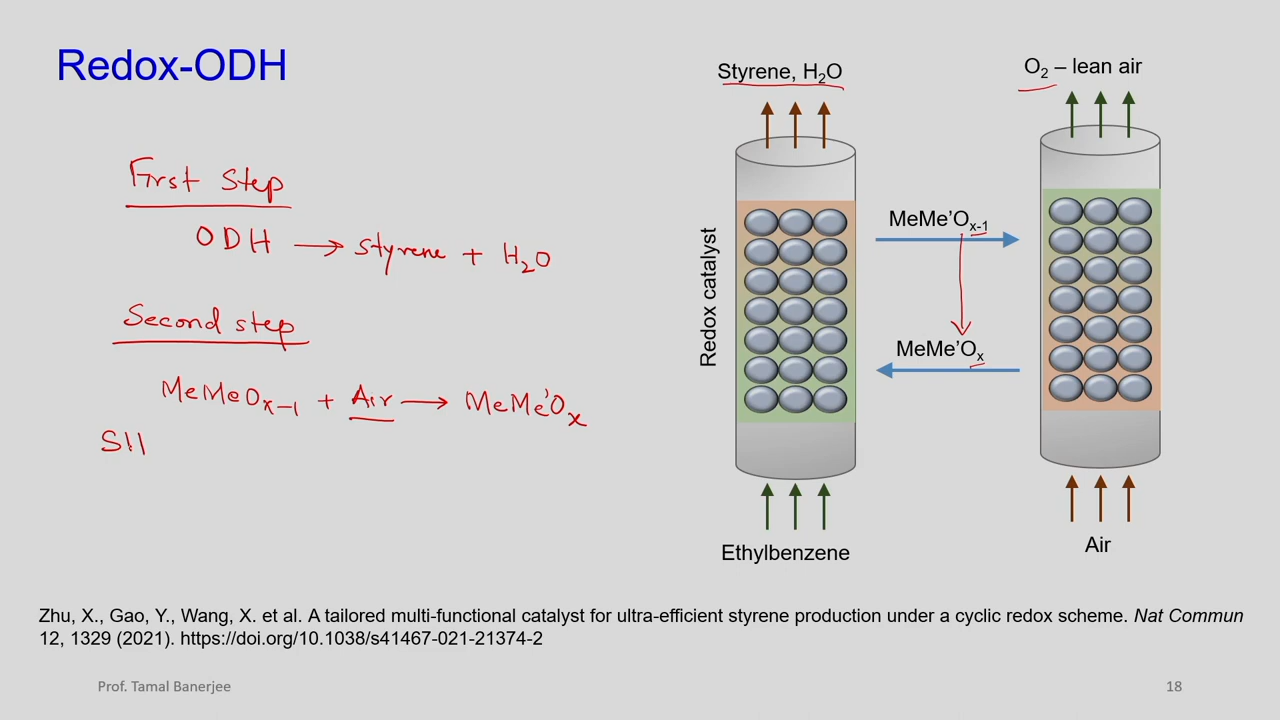 Redox-ODH
First Step
ODH → Styrene + H₂O
Second step
MeMeOₓ₋₁ + Air → MeMe'Oₓ
Styrene, H₂O
O₂ – lean air
Redox catalyst
MeMe'Oₓ₋₁
MeMe'Oₓ
Ethylbenzene
Air
Zhu, X., Gao, Y., Wang, X. et al. A tailored multi-functional catalyst for ultra-efficient styrene production under a cyclic redox scheme. Nat Commun
12, 1329 (2021). https://doi.org/10.1038/s41467-021-21374-2
Prof. Tamal Banerjee
18